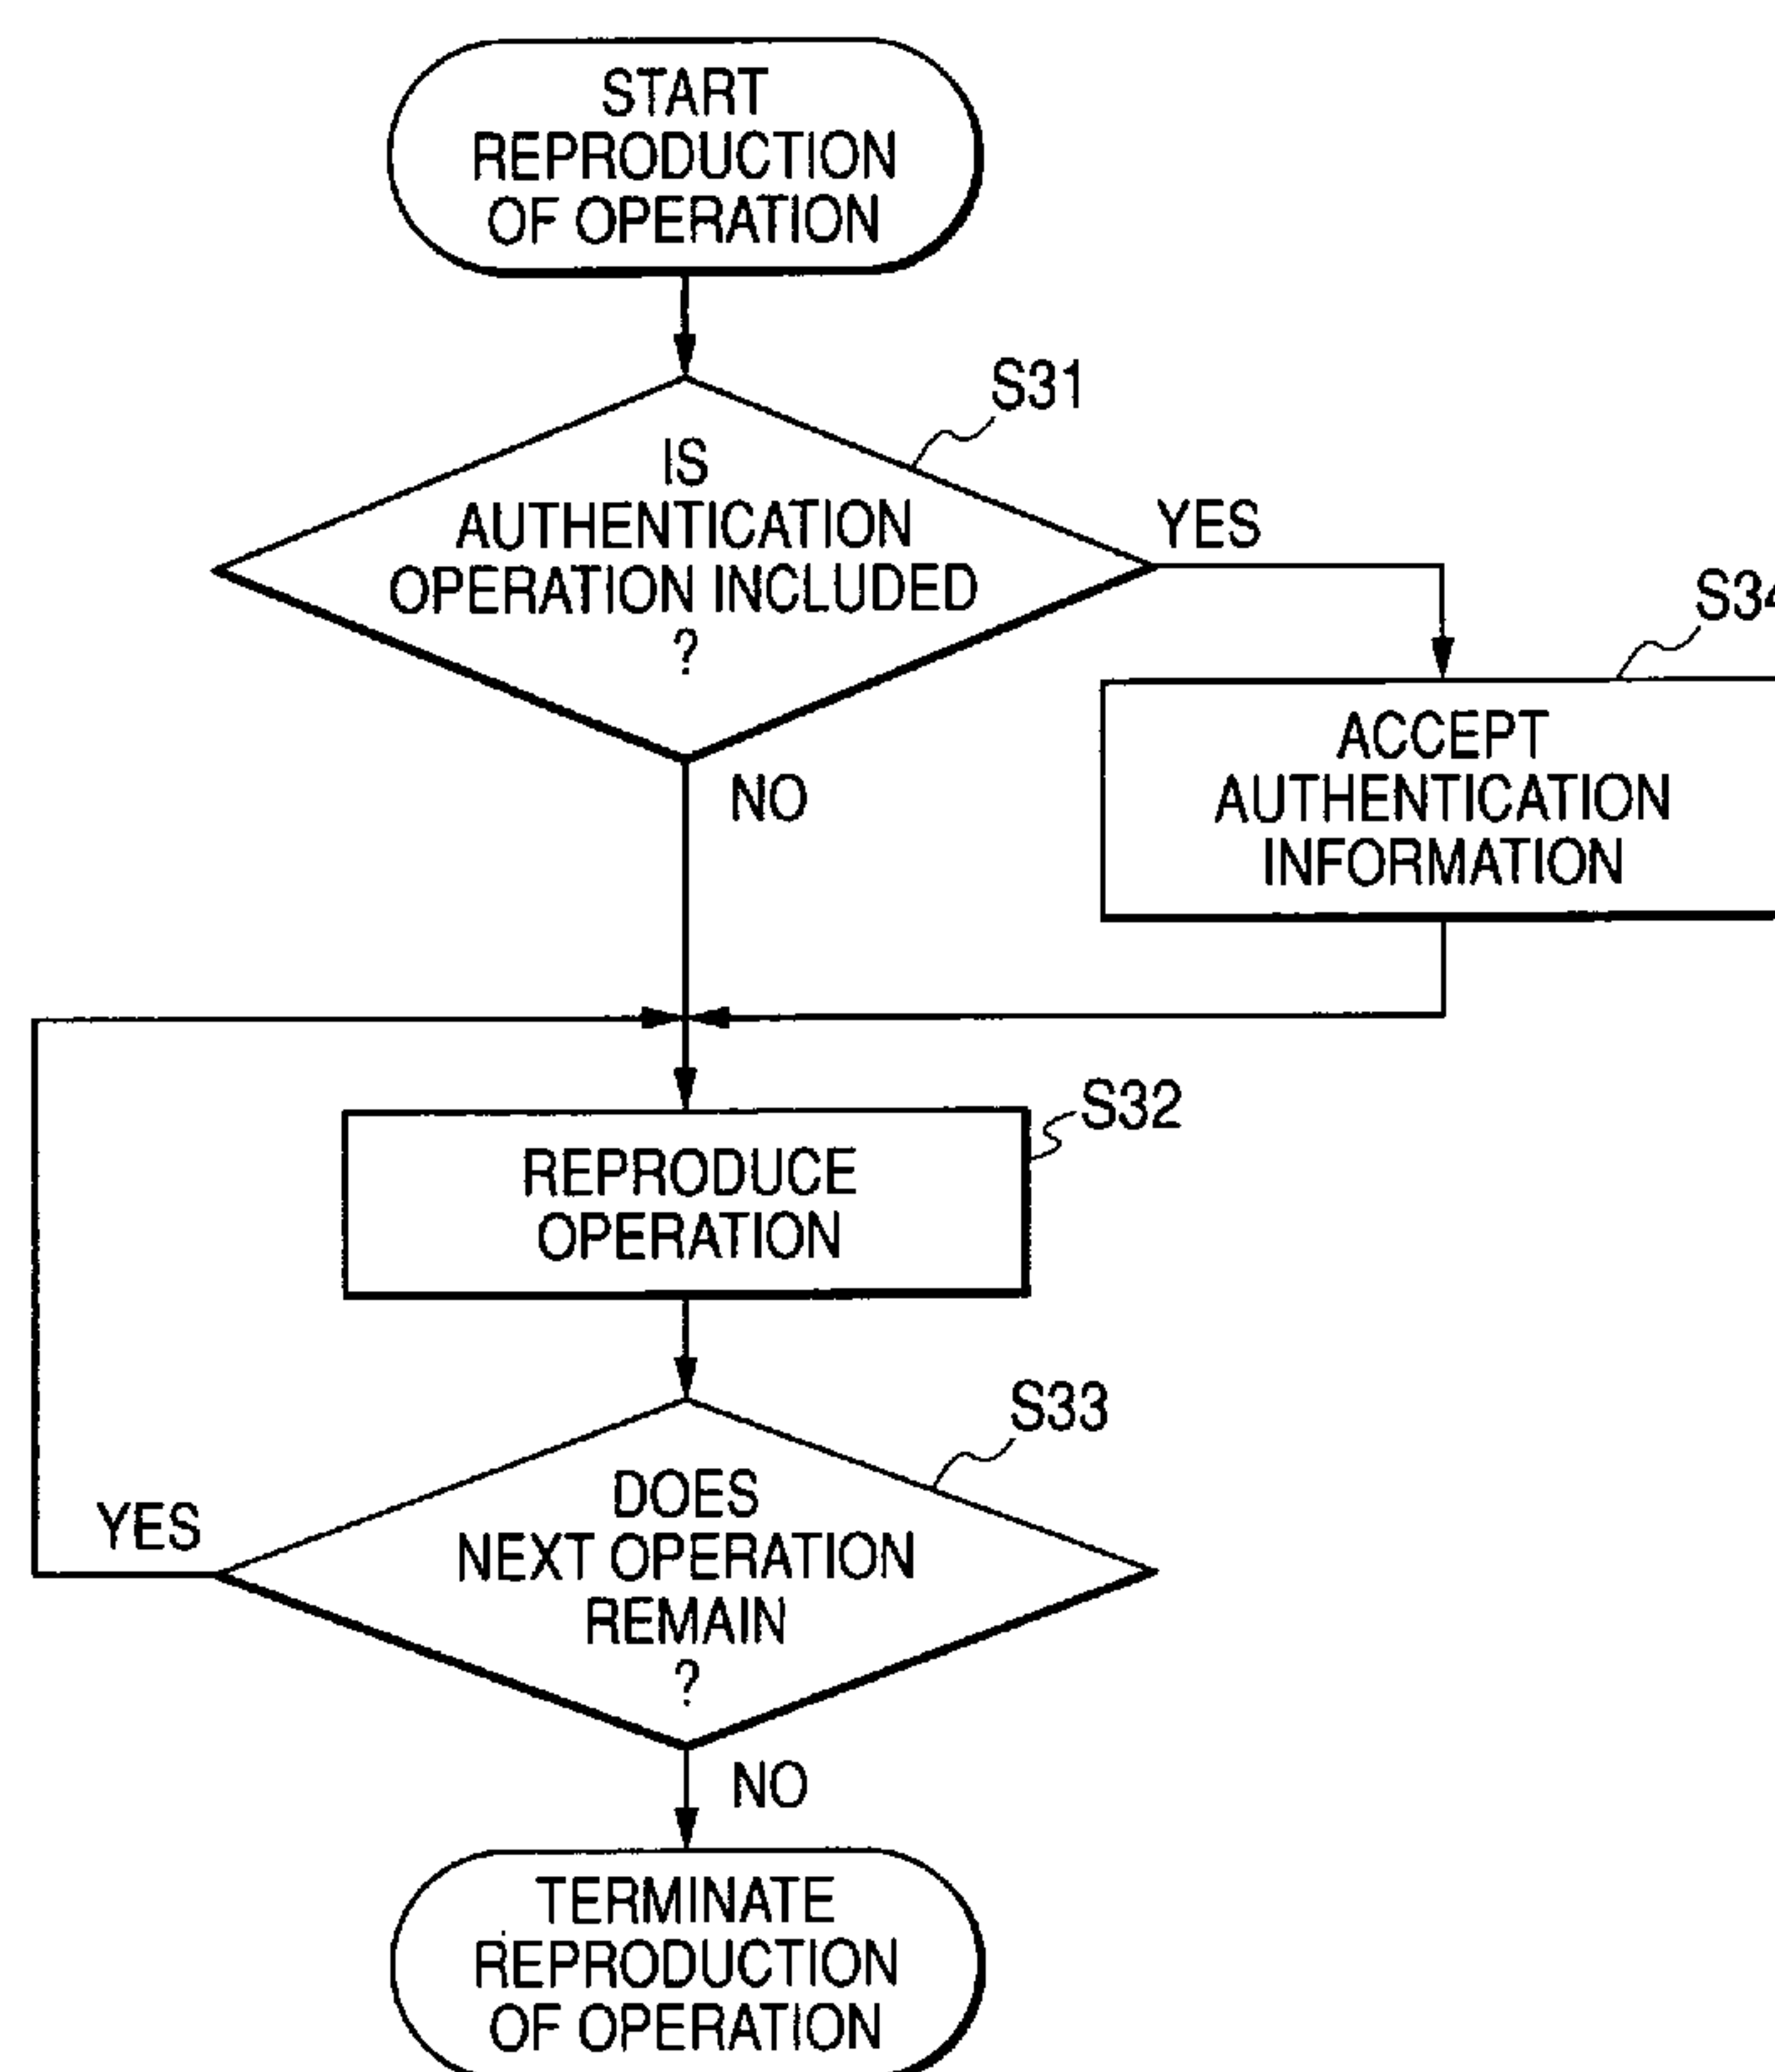 START
REPRODUCTION
OF OPERATION
S31
IS
AUTHENTICATION
OPERATION INCLUDED
?
YES
S34
ACCEPT
AUTHENTICATION
INFORMATION
NO
S32
REPRODUCE
OPERATION
S33
DOES
NEXT OPERATION
REMAIN
?
YES
NO
TERMINATE
REPRODUCTION
OF OPERATION